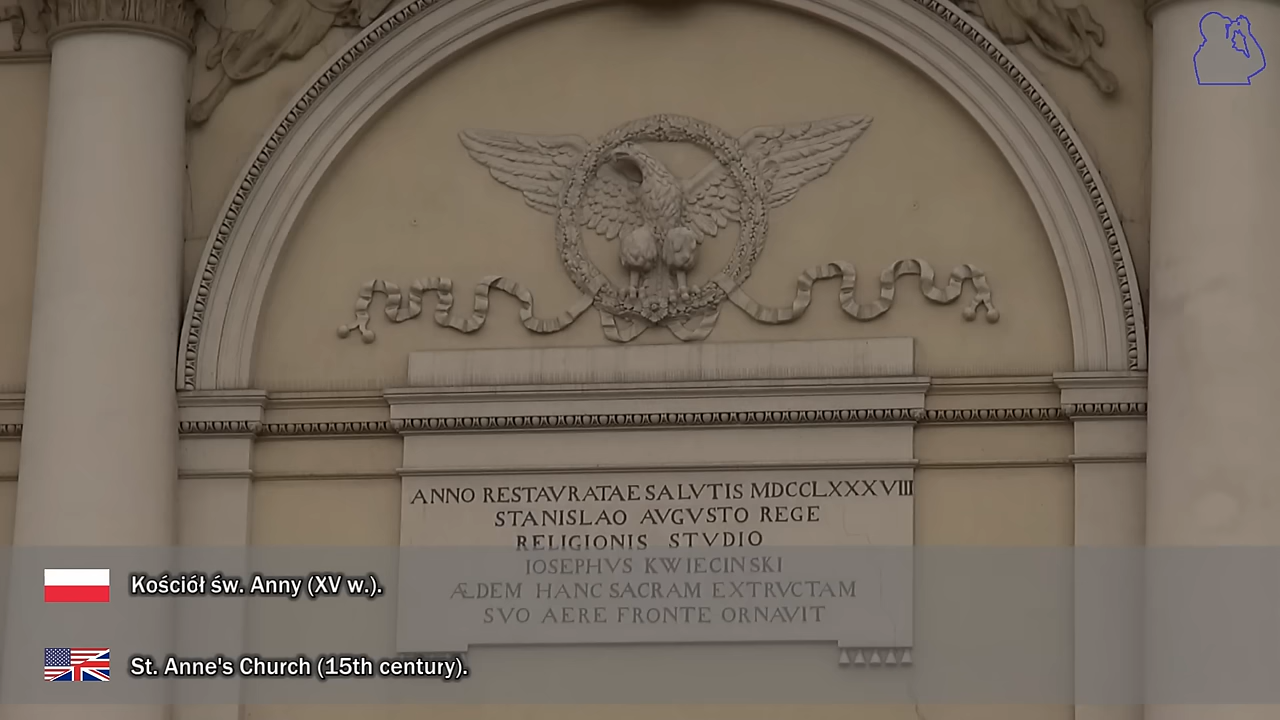 ANNO RESTAVRATAE SALVTIS MDCCLXXXVIII
STANISLAO AVGVSTO REGE
RELIGIONIS STVDIO
IOSEPHVS KWIECINSKI
ÆDEM HANC SACRAM EXTRVCTAM
SVO AERE FRONTE ORNAVIT
Kościół św. Anny (XV w.).
St. Anne's Church (15th century).